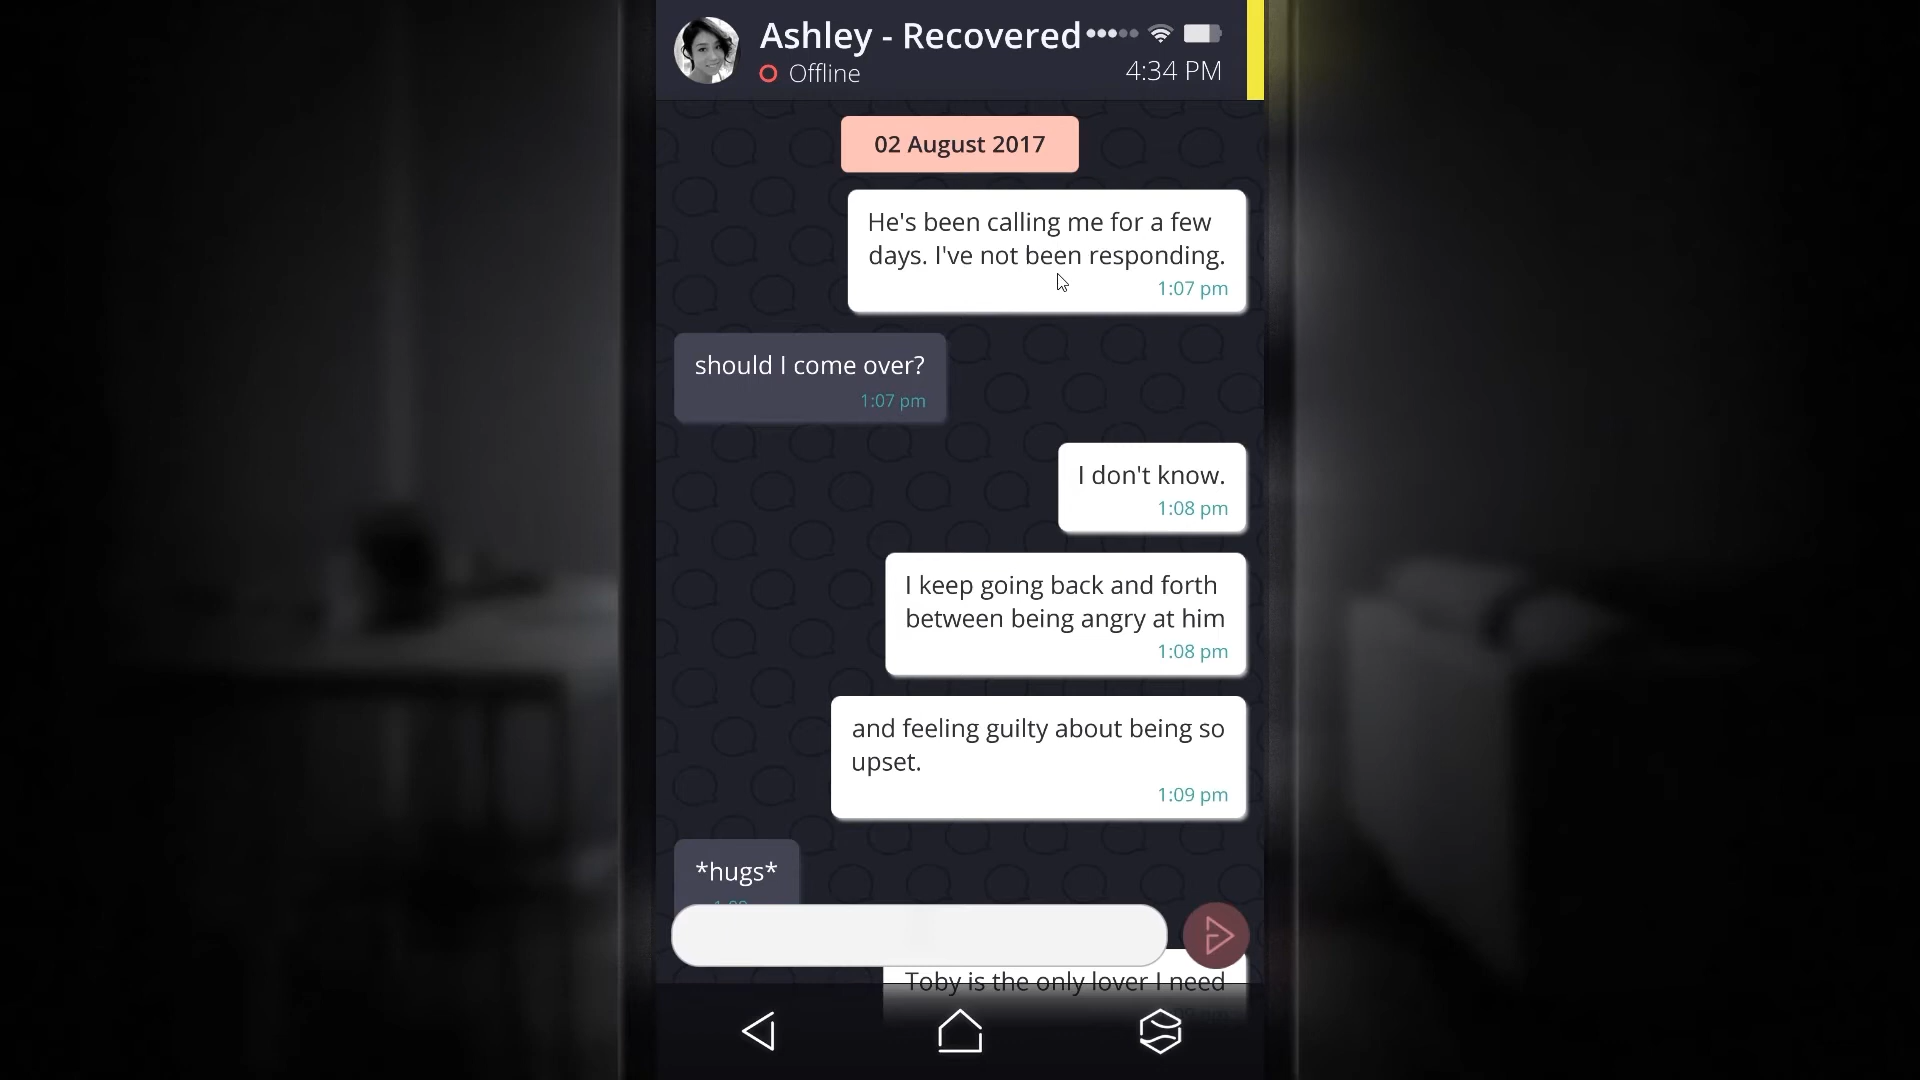 Ashley - Recovered
Offline
4:34 PM
02 August 2017
He's been calling me for a few
days. I've not been responding.
1:07 pm
should I come over?
1:07 pm
I don't know.
1:08 pm
I keep going back and forth
between being angry at him
1:08 pm
and feeling guilty about being so
upset.
1:09 pm
*hugs*
Toby is the only lover I need